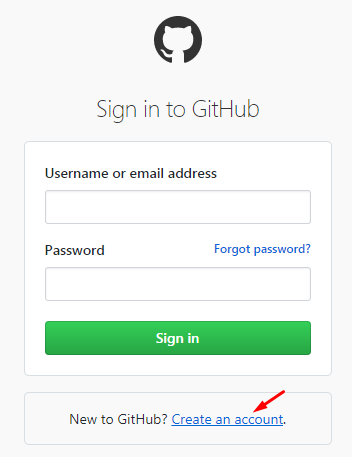 Sign in to GitHub
Username or email address
Password Forgot password?
Sign in
New to GitHub? Create an account.